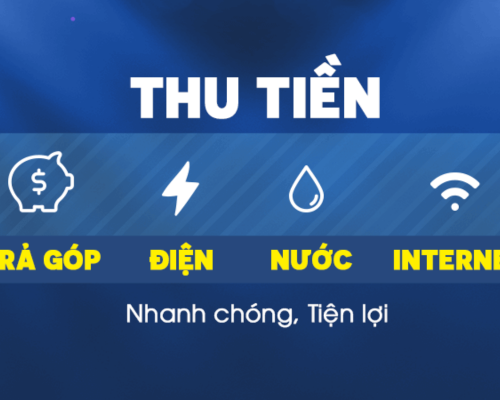 THU TIỀN
$
RẢ GÓP ĐIỆN NƯỚC INTERNE
Nhanh chóng, Tiện lợi